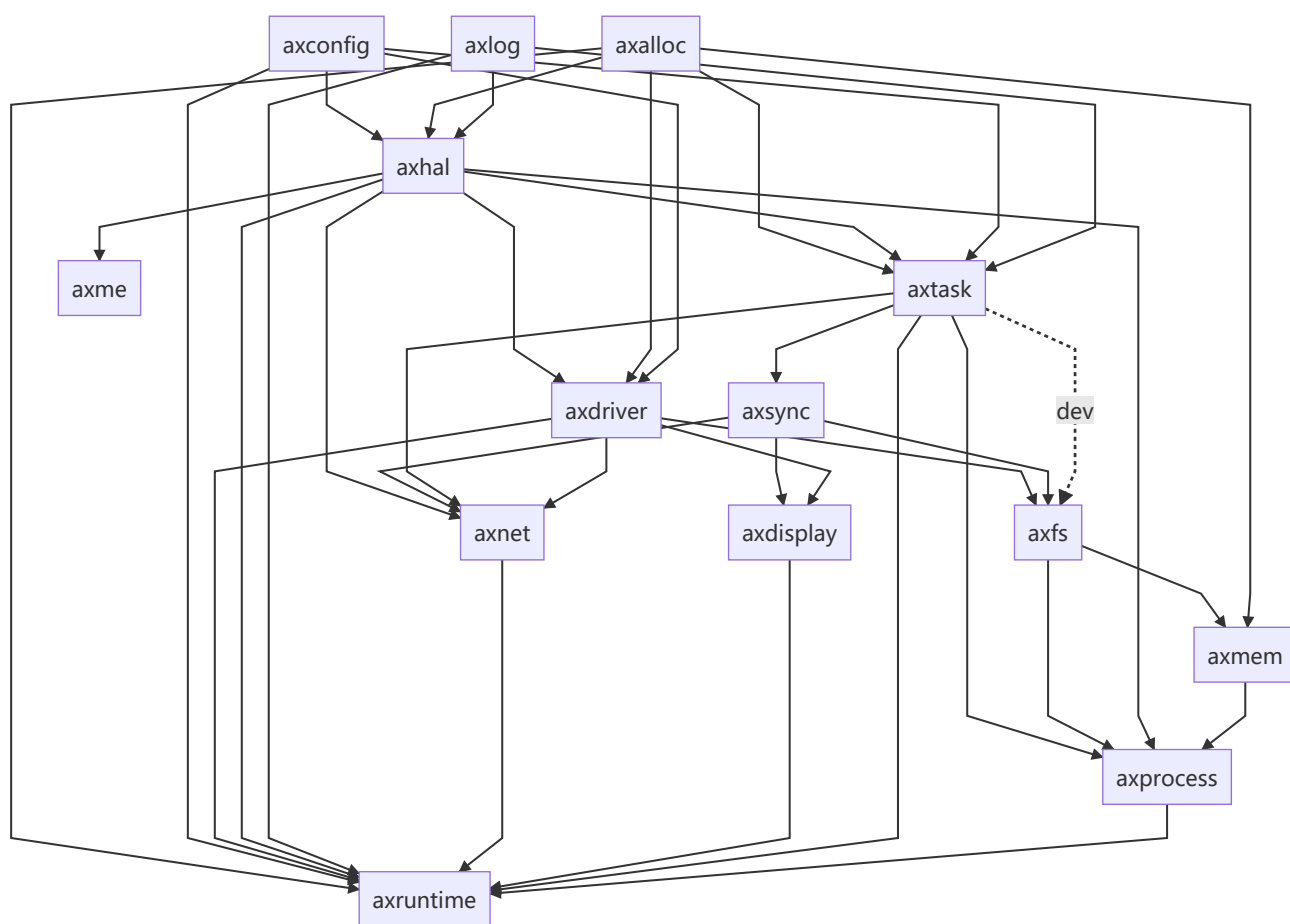 axconfig
axlog
axalloc
axhal
axme
axtask
axdriver
axsync
dev
axnet
axdisplay
axfs
axmem
axprocess
axruntime